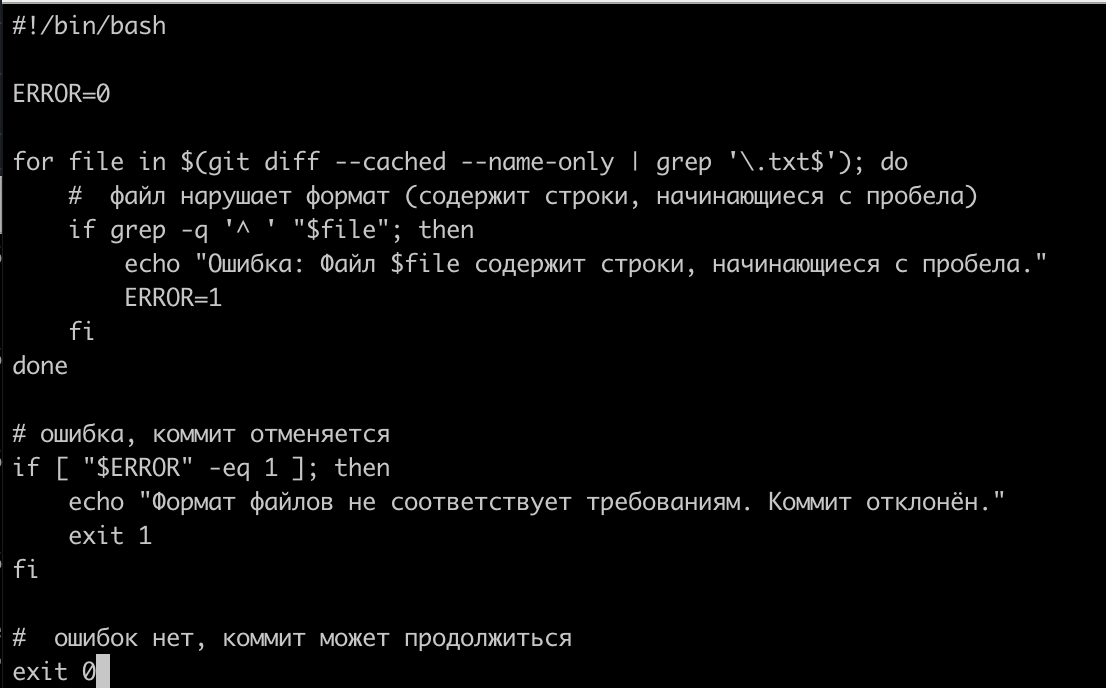 #!/bin/bash

ERROR=0

for file in $(git diff --cached --name-only | grep '\.txt$'); do
    #  файл нарушает формат (содержит строки, начинающиеся с пробела)
    if grep -q '^ ' "$file"; then
        echo "Ошибка: Файл $file содержит строки, начинающиеся с пробела."
        ERROR=1
    fi
done

# ошибка, коммит отменяется
if [ "$ERROR" -eq 1 ]; then
    echo "Формат файлов не соответствует требованиям. Коммит отклонён."
    exit 1
fi

#  ошибок нет, коммит может продолжиться
exit 0